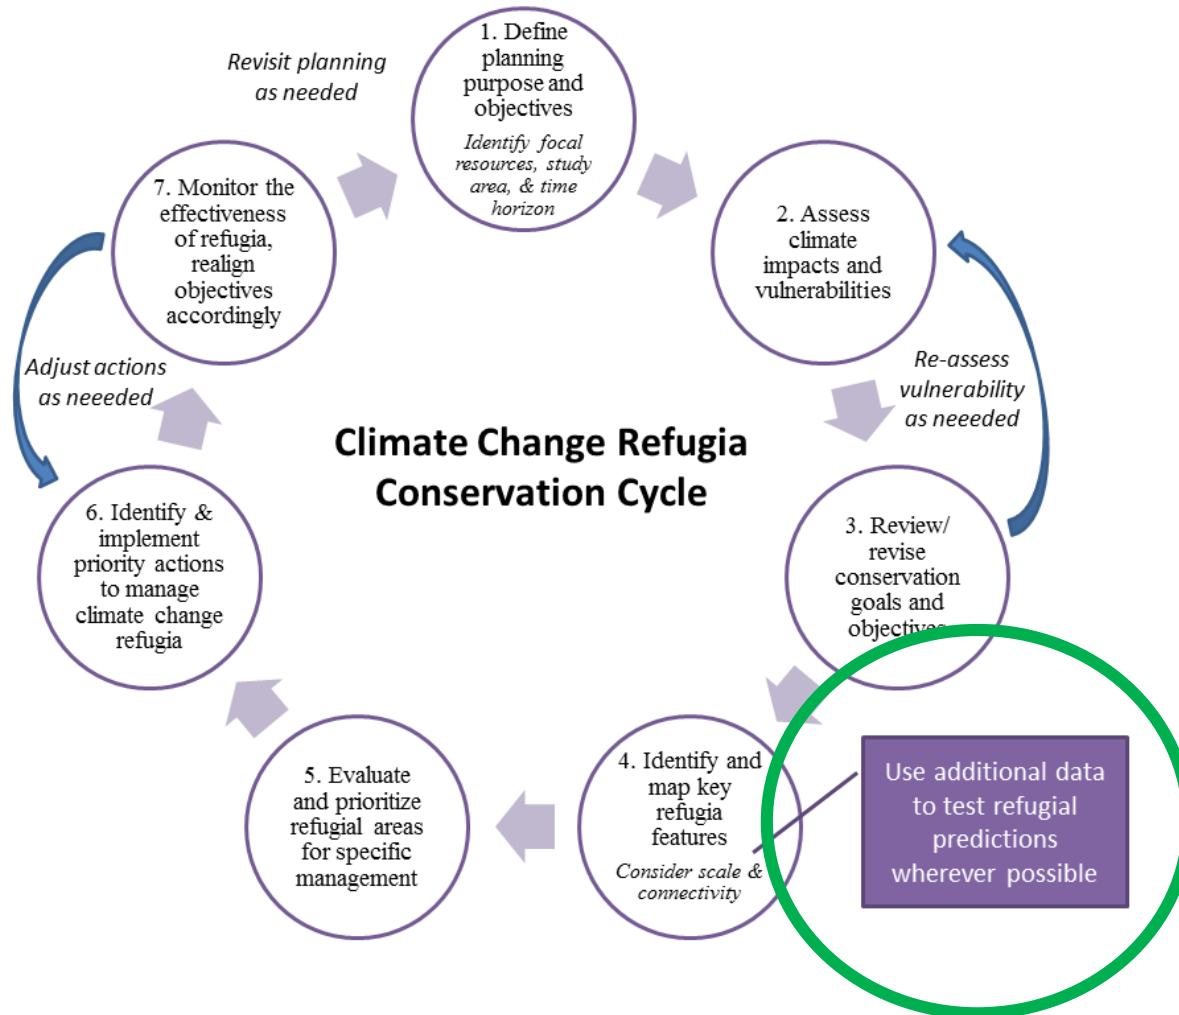 Revisit planning
as needed
1. Define
planning
purpose and
objectives
Identify focal
resources, study
area, & time
horizon
2. Assess
climate
impacts and
vulnerabilities
Re-assess
vulnerability
as neeeded
3. Review/
revise
conservation
goals and
objectives
4. Identify and
map key
refugia
features
Consider scale &
connectivity
Use additional data
to test refugial
predictions
wherever possible
5. Evaluate
and prioritize
refugial areas
for specific
management
6. Identify &
implement
priority actions
to manage
climate change
refugia
Adjust actions
as neeeded
7. Monitor the
effectiveness
of refugia,
realign
objectives
accordingly
Climate Change Refugia
Conservation Cycle